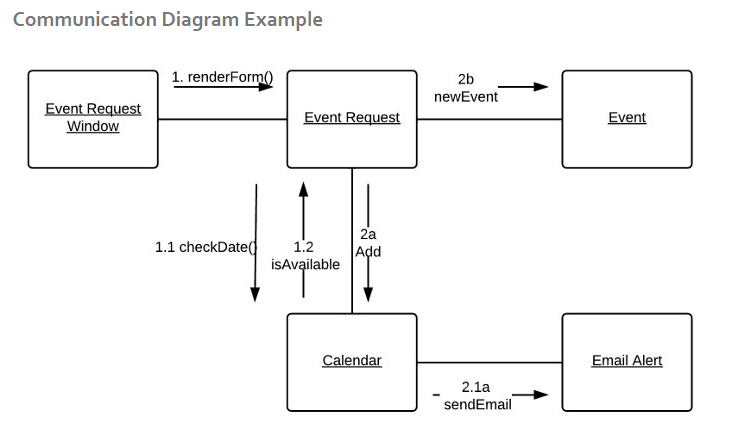 Communication Diagram Example
1. renderForm()
2b
newEvent
Event Request
Window
Event Request
Event
1.1 checkDate()
1.2
isAvailable
2a
Add
Calendar
Email Alert
2.1a
sendEmail